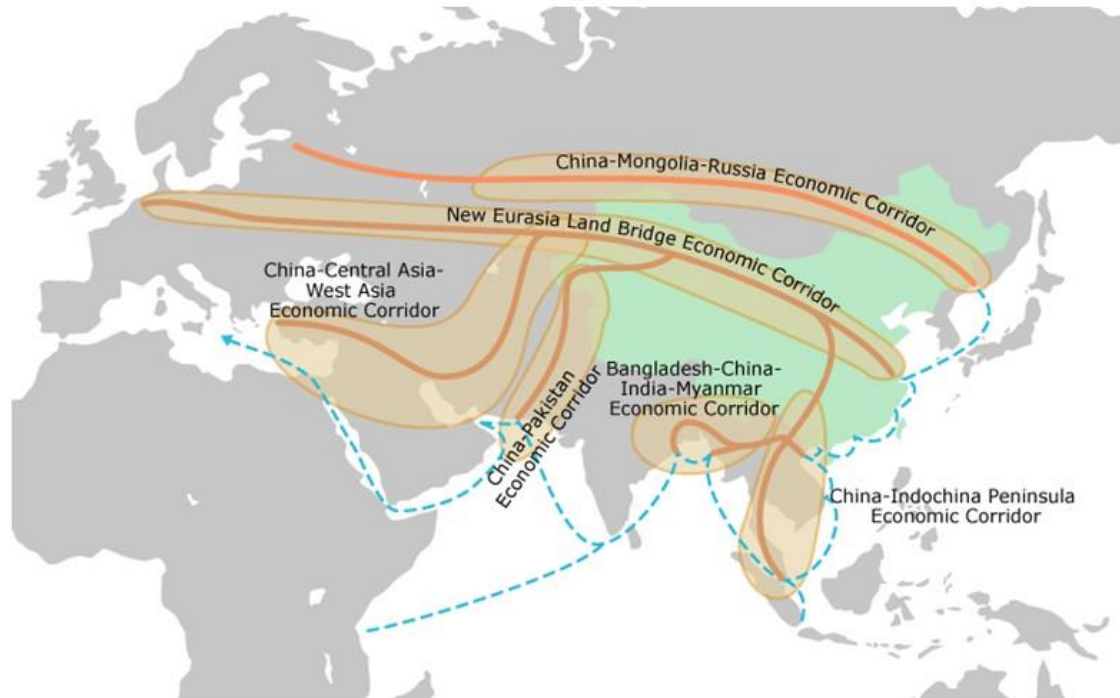 China-Mongolia-Russia Economic Corridor
New Eurasia Land Bridge Economic Corridor
China-Central Asia-
West Asia
Economic Corridor
Bangladesh-China-
India-Myanmar
Economic Corridor
China-Pakistan
Economic Corridor
China-Indochina Peninsula
Economic Corridor